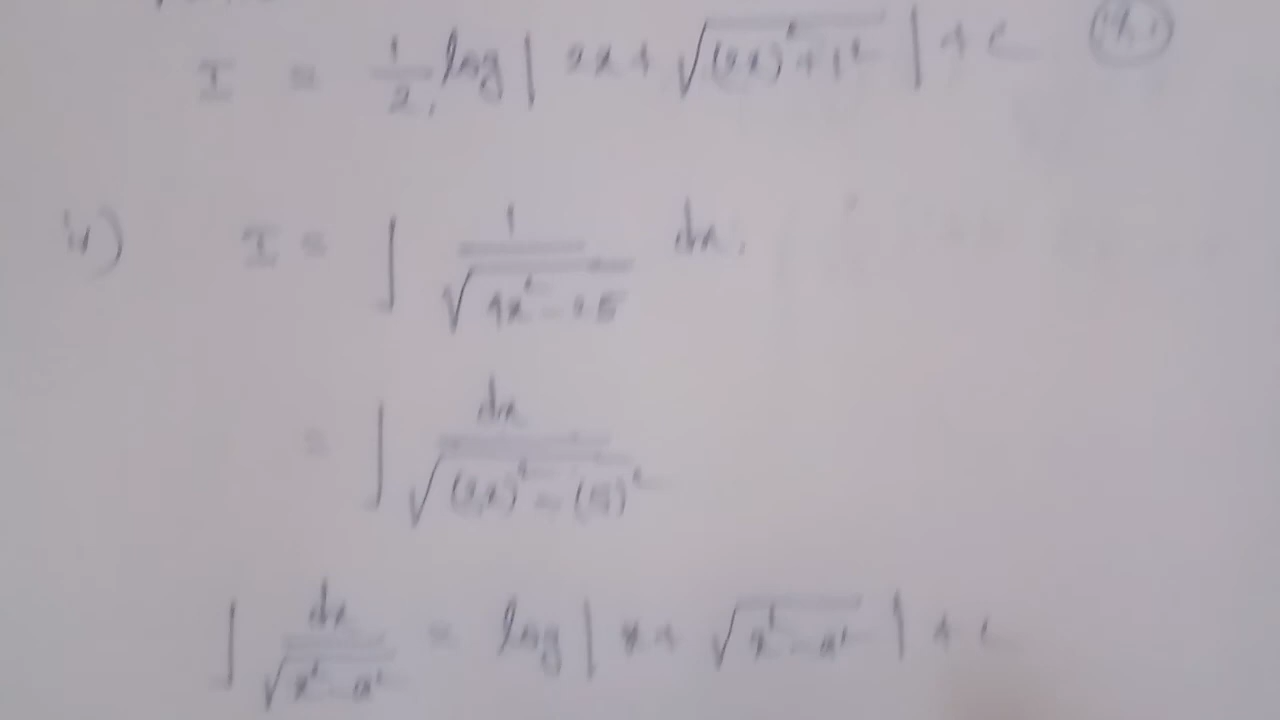 I = 1/2 log | 2x + √((2x)² + 1²) | + c
iv) I = ∫ 1/√(4x² - 25) dx.
= ∫ dx/√((2x)² - (5)²)
∫ dx/√(x² - a²) = log | x + √(x² - a²) | + c